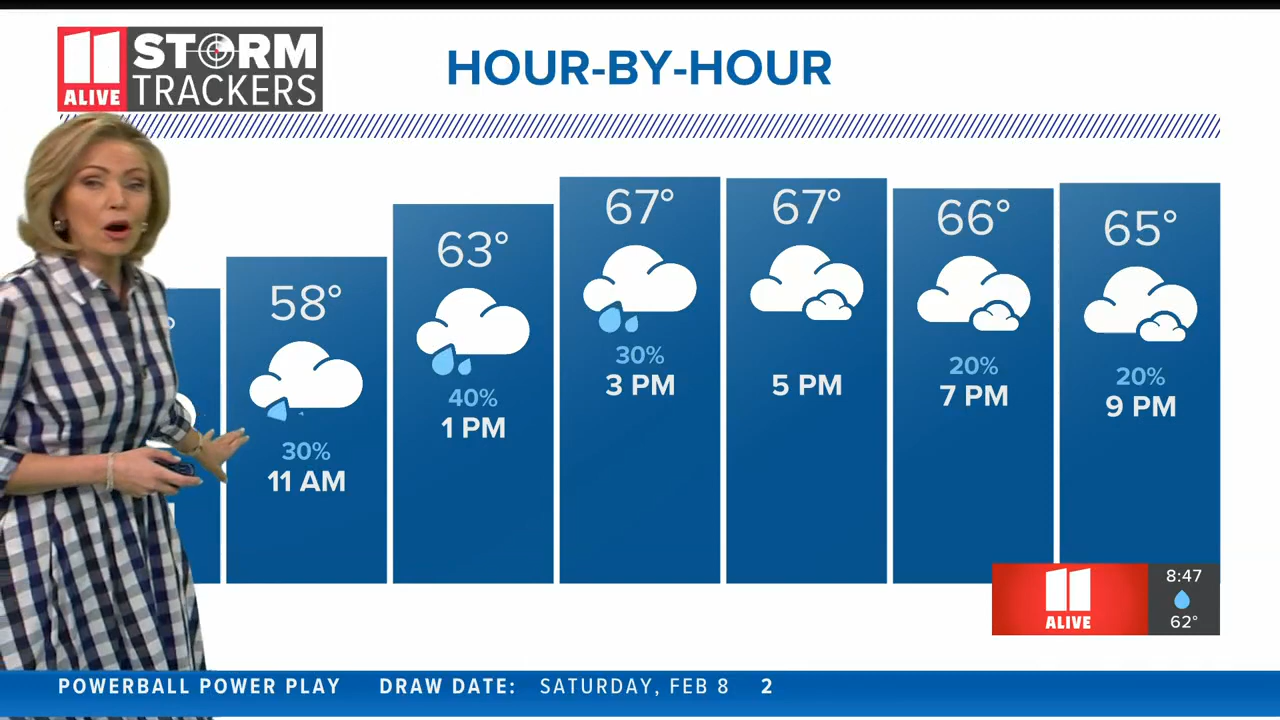 11 ALIVE
STORM
TRACKERS
HOUR-BY-HOUR
58°
30%
11 AM
63°
40%
1 PM
67°
30%
3 PM
67°
5 PM
66°
20%
7 PM
65°
20%
9 PM
11 ALIVE
8:47
62°
POWERBALL POWER PLAY DRAW DATE: SATURDAY, FEB 8 2